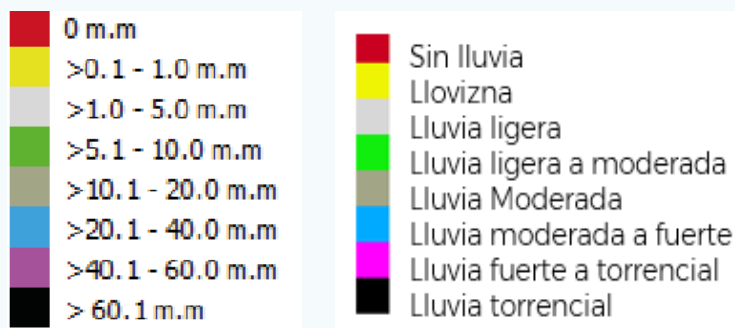 0 m.m
>0.1 - 1.0 m.m
>1.0 - 5.0 m.m
>5.1 - 10.0 m.m
>10.1 - 20.0 m.m
>20.1 - 40.0 m.m
>40.1 - 60.0 m.m
> 60.1 m.m
Sin lluvia
Llovizna
Lluvia ligera
Lluvia ligera a moderada
Lluvia Moderada
Lluvia moderada a fuerte
Lluvia fuerte a torrencial
Lluvia torrencial